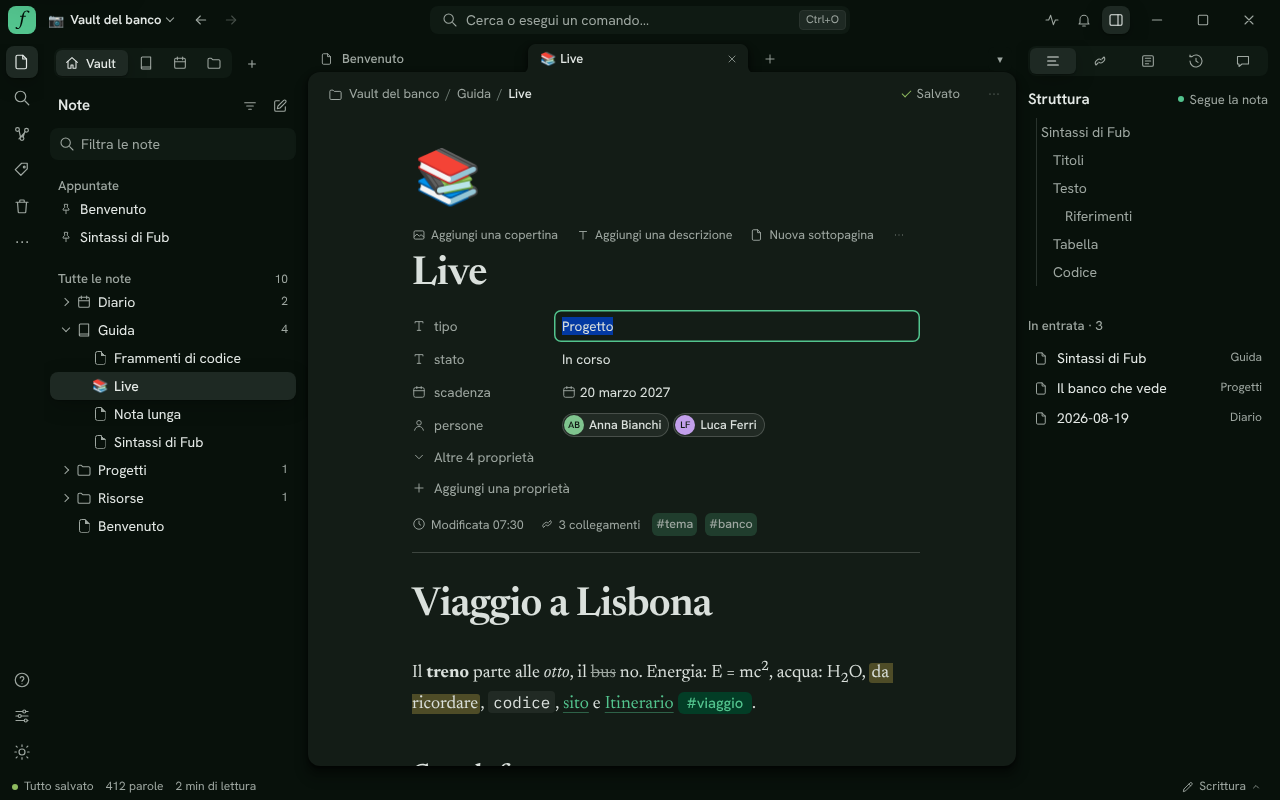 f Vault del banco
Cerca o esegui un comando… Ctrl+O
Vault
Note
Filtra le note
Appuntate
Benvenuto
Sintassi di Fub
Tutte le note 10
Diario 2
Guida 4
Frammenti di codice
Live
Nota lunga
Sintassi di Fub
Progetti 1
Risorse 1
Benvenuto
Tutto salvato 412 parole 2 min di lettura
Benvenuto
Live
Vault del banco / Guida / Live
Salvato
Aggiungi una copertina Aggiungi una descrizione Nuova sottopagina
Live
tipo Progetto
stato In corso
scadenza 20 marzo 2027
persone AB Anna Bianchi LF Luca Ferri
Altre 4 proprietà
Aggiungi una proprietà
Modificata 07:30 3 collegamenti #tema #banco
Viaggio a Lisbona
Il treno parte alle otto, il bus no. Energia: E = mc², acqua: H₂O, da
ricordare, codice, sito e Itinerario #viaggio.
Struttura Segue la nota
Sintassi di Fub
Titoli
Testo
Riferimenti
Tabella
Codice
In entrata · 3
Sintassi di Fub Guida
Il banco che vede Progetti
2026-08-19 Diario
Scrittura